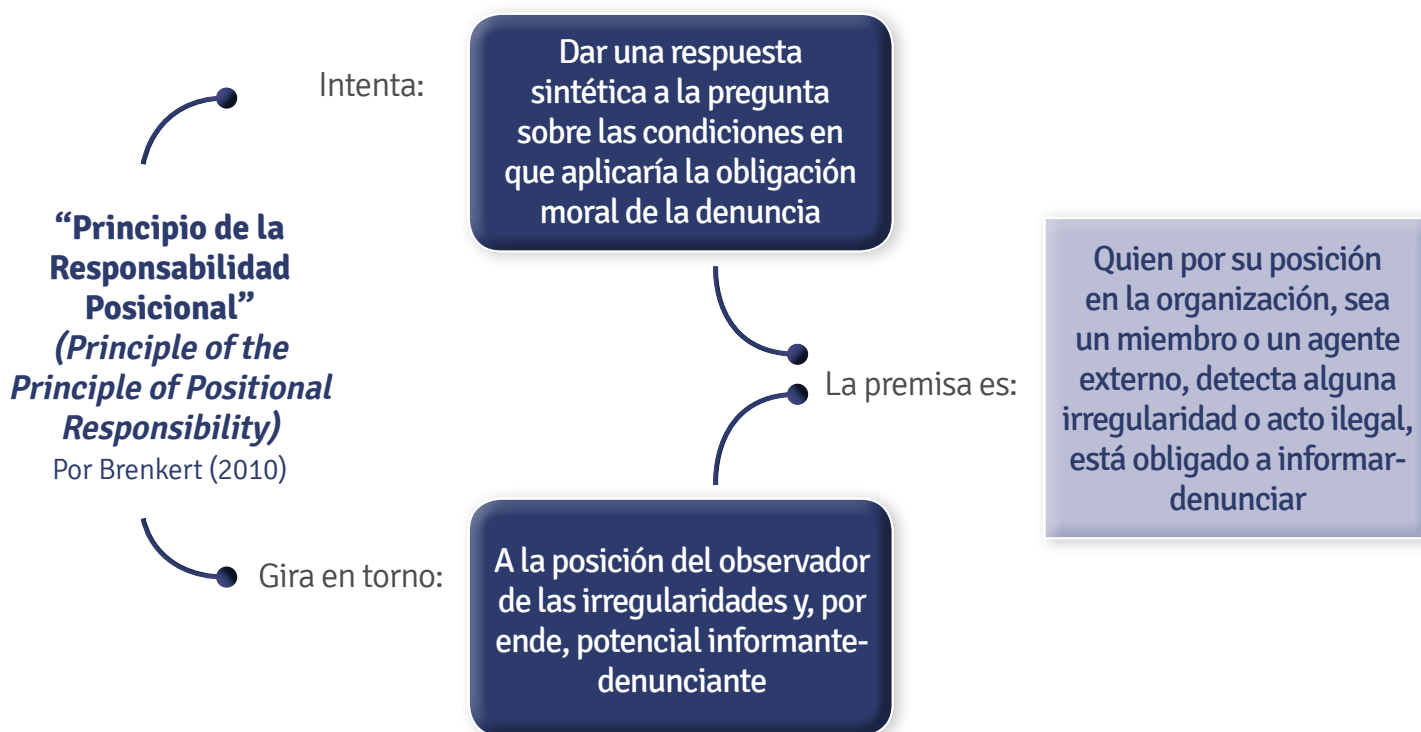 “Principio de la
Responsabilidad
Posicional”
(Principle of the
Principle of Positional
Responsibility)
Por Brenkert (2010)
Intenta:
Dar una respuesta
sintética a la pregunta
sobre las condiciones en
que aplicaría la obligación
moral de la denuncia
Gira en torno:
A la posición del observador
de las irregularidades y, por
ende, potencial informante-
denunciante
La premisa es:
Quien por su posición
en la organización, sea
un miembro o un agente
externo, detecta alguna
irregularidad o acto ilegal,
está obligado a informar-
denunciar